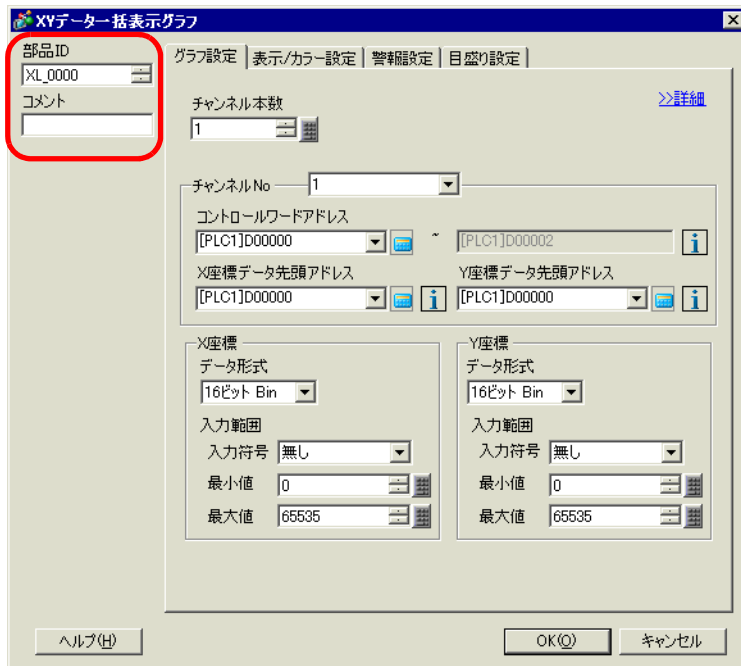 XYデータ一括表示グラフ
部品ID
XL_0000
コメント
グラフ設定 表示/カラー設定 警報設定 目盛り設定
チャンネル本数
>>詳細
1
チャンネルNo 1
コントロールワードアドレス
[PLC1]D00000 ~ [PLC1]D00002
X座標データ先頭アドレス Y座標データ先頭アドレス
[PLC1]D00000 [PLC1]D00000
X座標 Y座標
データ形式 データ形式
16ビット Bin 16ビット Bin
入力範囲 入力範囲
入力符号 無し 入力符号 無し
最小値 0 最小値 0
最大値 65535 最大値 65535
ヘルプ(H) OK(O) キャンセル